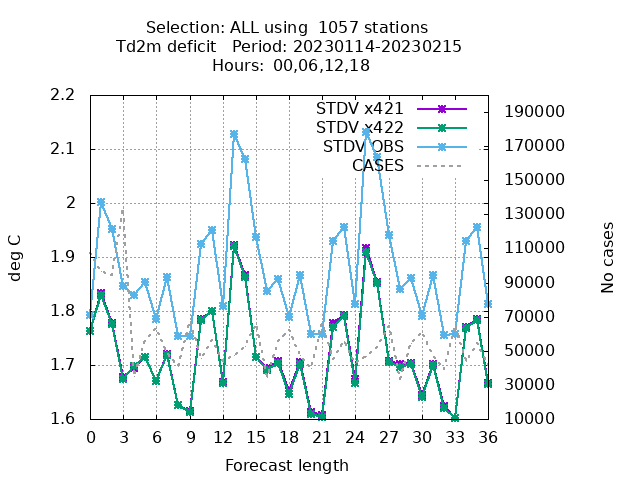 Selection: ALL using  1057 stations
Td2m deficit   Period: 20230114-20230215
Hours:  00,06,12,18
STDV x421
STDV x422
STDV OBS
CASES
2.2
2.1
2
1.9
1.8
1.7
1.6
190000
170000
150000
130000
110000
90000
70000
50000
30000
10000
deg C
No cases
0 3 6 9 12 15 18 21 24 27 30 33 36
Forecast length